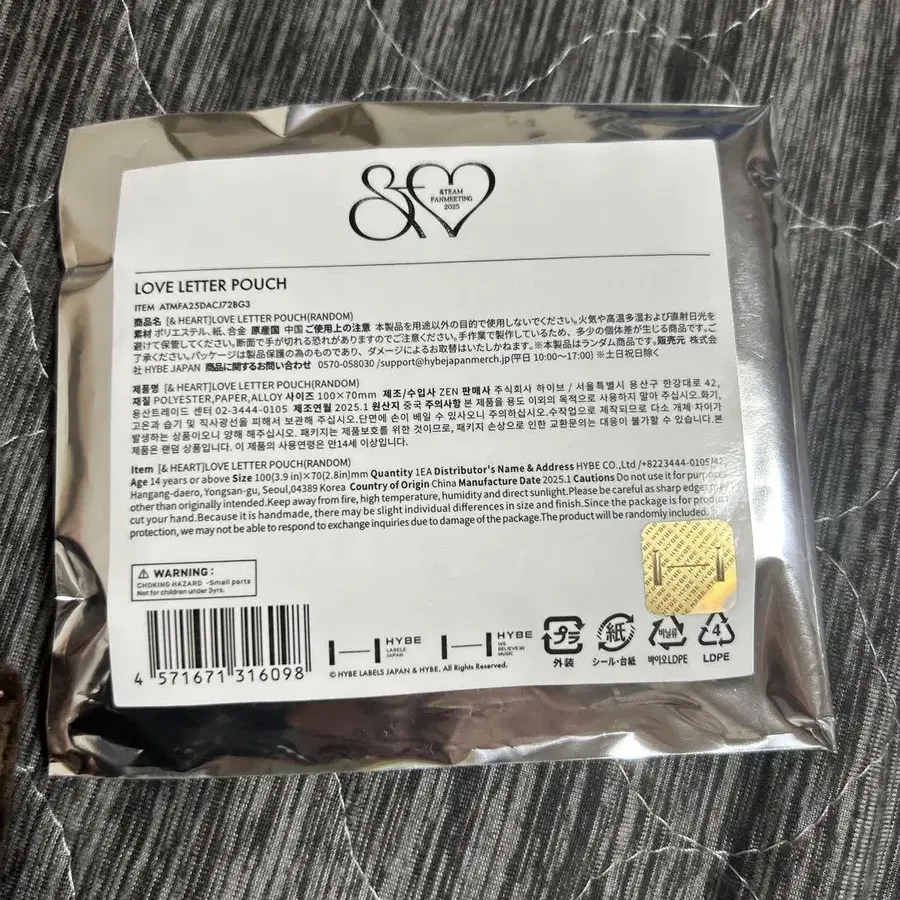 &TEAM
FANMEETING
2025
LOVE LETTER POUCH
ITEM ATMFA25DACJ72BG3
商品名 [& HEART]LOVE LETTER POUCH(RANDOM)
素材 ポリエステル、紙、合金 原産国 中国 ご使用上の注意 本製品を用途以外の目的で使用しないでください。火気や高温多湿および直射日光を
避けて保管してください。断面で手が切れる恐れがありますのでご注意ください。手作業で製作しているため、多少の個体差が生じる商品です。ご
了承ください。パッケージは製品保護の為のものであり、ダメージによるお取替はいたしかねます。※本製品はランダム商品です。販売元 株式会
社 HYBE JAPAN 商品に関するお問い合わせ 0570-058030 /support@hybejapanmerch.jp(平日 10:00~17:00) ※土日祝日除く
제품명 [& HEART]LOVE LETTER POUCH(RANDOM)
재질 POLYESTER,PAPER,ALLOY 사이즈 100×70mm 제조/수입사 ZEN 판매사 주식회사 하이브 / 서울특별시 용산구 한강대로 42,
용산트레이드 센터 02-3444-0105 제조연월 2025.1 원산지 중국 주의사항 본 제품을 용도 이외의 목적으로 사용하지 말아 주십시오.화기,
고온과 습기 및 직사광선을 피해서 보관해 주십시오.단면에 손이 베일 수 있사오니 주의하십시오.수작업으로 제작되므로 다소 개체 차이가
발생하는 상품이오니 양해 해주십시오. 패키지는 제품보호를 위한 것이므로, 패키지 손상으로 인한 교환문의는 대응이 불가할 수 있습니다.본
제품은 랜덤 상품입니다. 이 제품의 사용연령은 만14세 이상입니다.
Item [& HEART]LOVE LETTER POUCH(RANDOM)
Age 14 years or above Size 100(3.9 in)×70(2.8in)mm Quantity 1EA Distributor's Name & Address HYBE CO.,Ltd /+8223444-0105/42,
Hangang-daero, Yongsan-gu, Seoul,04389 Korea Country of Origin China Manufacture Date 2025.1 Cautions Do not use it for purpose
other than originally intended.Keep away from fire, high temperature, humidity and direct sunlight.Please be careful as sharp edges may
cut your hand.Because it is handmade, there may be slight individual differences in size and finish.Since the package is for product
protection, we may not be able to respond to exchange inquiries due to damage of the package.The product will be randomly included.
WARNING:
CHOKING HAZARD -Small parts
Not for children under 3yrs.
4 571671 316098
HYBE
LABELS
JAPAN
HYBE
WE
BELIEVE IN
MUSIC
© HYBE LABELS JAPAN & HYBE. All Rights Reserved.
プラ
外装
紙
シール・台紙
비닐류
바이오LDPE
4
LDPE
HYBE HYBE HYBE